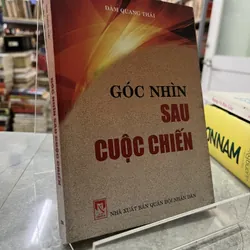 ĐÀM QUANG THÁI
GÓC NHÌN
SAU
CUỘC CHIẾN
NHÀ XUẤT BẢN QUÂN ĐỘI NHÂN DÂN